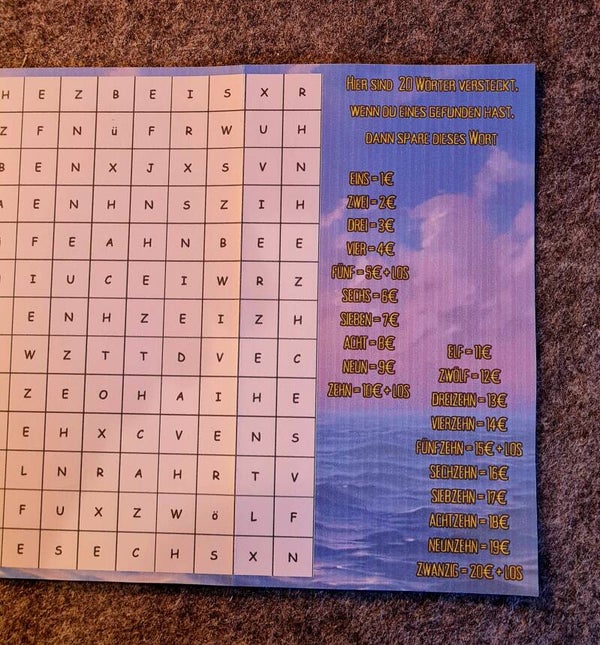 H E Z B E I S X R
Z F N ü F R W U H
B E N X J X S V N
E N H N S Z I H
F E A H N B E E
I U C E I W R Z
E N H Z E I Z H
W Z T T D V E C
Z E O H A I H E
E H X C V E N S
L N R A H R T V
F U X Z W ö L F
E S E C H S X N
HIER SIND 20 WÖRTER VERSTECKT.
WENN DU EINES GEFUNDEN HAST,
DANN SPARE DIESES WORT
EINS = 1€
ZWEI = 2€
DREI = 3€
VIER = 4€
FÜNF = 5€ + LOS
SECHS = 6€
SIEBEN = 7€
ACHT = 8€
NEUN = 9€
ZEHN = 10€ + LOS
ELF = 11€
ZWÖLF = 12€
DREIZEHN = 13€
VIERZEHN = 14€
FÜNFZEHN = 15€ + LOS
SECHZEHN = 16€
SIEBZEHN = 17€
ACHTZEHN = 18€
NEUNZEHN = 19€
ZWANZIG = 20€ + LOS